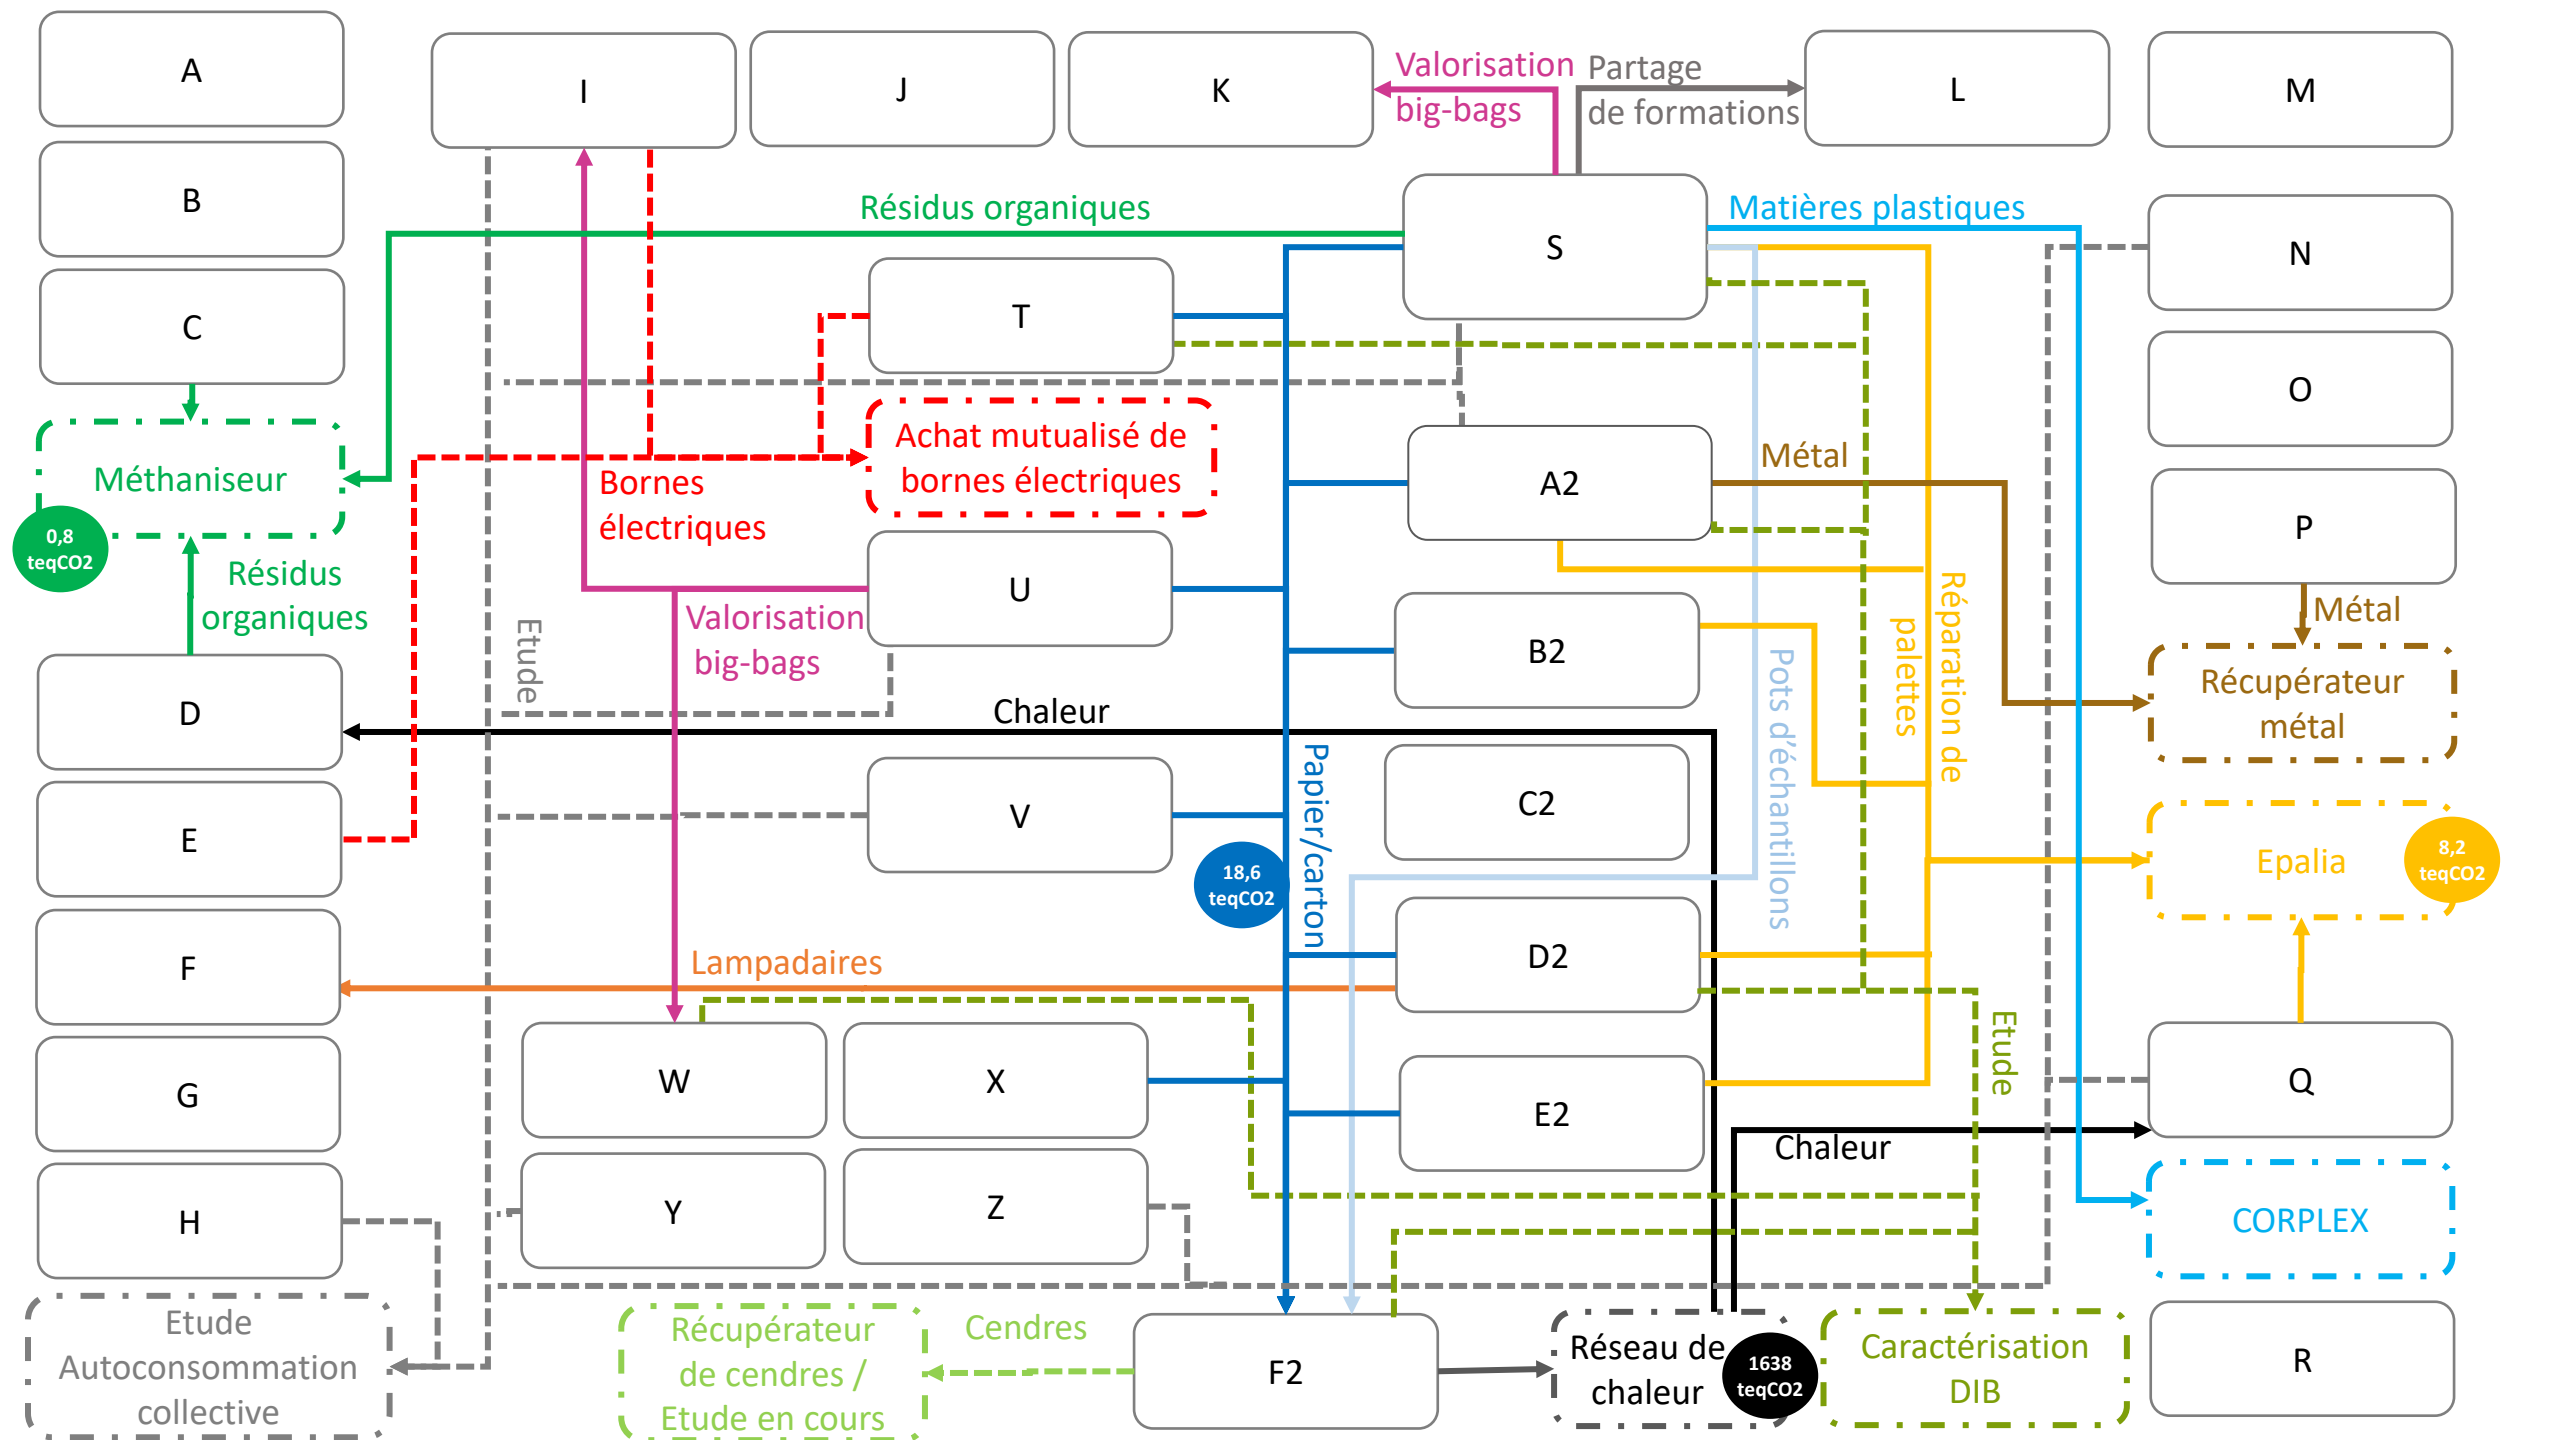 A
I
J
K
Valorisation
big-bags
Partage
de formations
L
M
B
Résidus organiques
S
Matières plastiques
N
C
T
O
Méthaniseur
0,8
teqCO2
Achat mutualisé de
bornes électriques
Bornes
électriques
A2
Métal
P
Métal
Résidus
organiques
U
Valorisation
big-bags
Etude
B2
Réparation de
palettes
Pots d'échantillons
Récupérateur
métal
D
Chaleur
Papier/carton
C2
E
V
18,6
teqCO2
Epalia
8,2
teqCO2
F
Lampadaires
D2
Etude
G
W
X
E2
Q
Chaleur
H
Y
Z
CORPLEX
Etude
Autoconsommation
collective
Récupérateur
de cendres /
Etude en cours
Cendres
F2
Réseau de
chaleur
1638
teqCO2
Caractérisation
DIB
R